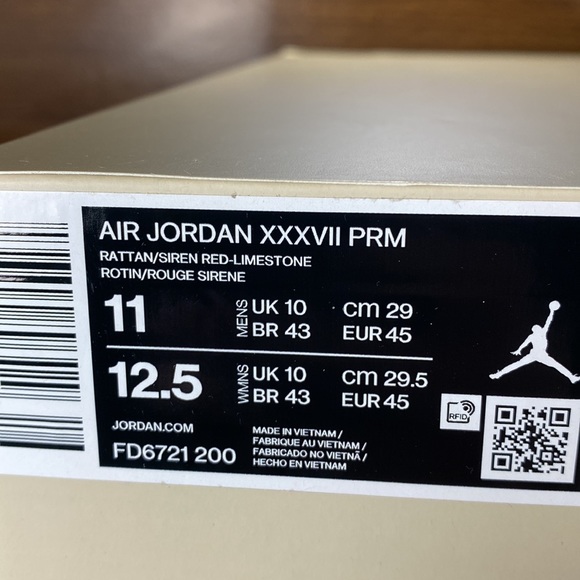 AIR JORDAN XXXVII PRM
RATTAN/SIREN RED-LIMESTONE
ROTIN/ROUGE SIRENE
11 MENS UK 10 CM 29
BR 43 EUR 45
12.5 WMNS UK 10 CM 29.5
BR 43 EUR 45
RFID
JORDAN.COM
FD6721 200
MADE IN VIETNAM /
FABRIQUE AU VIETNAM /
FABRICADO NO VIETNÃ /
HECHO EN VIETNAM